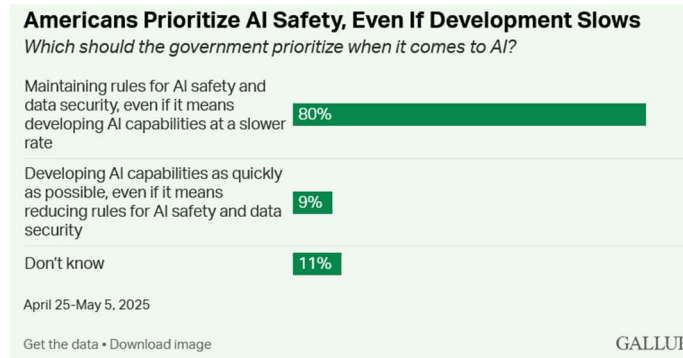 Americans Prioritize AI Safety, Even If Development Slows
Which should the government prioritize when it comes to AI?
Maintaining rules for AI safety and
data security, even if it means
developing AI capabilities at a slower
rate
80%
Developing AI capabilities as quickly
as possible, even if it means
reducing rules for AI safety and data
security
9%
Don't know
11%
April 25-May 5, 2025
Get the data • Download image